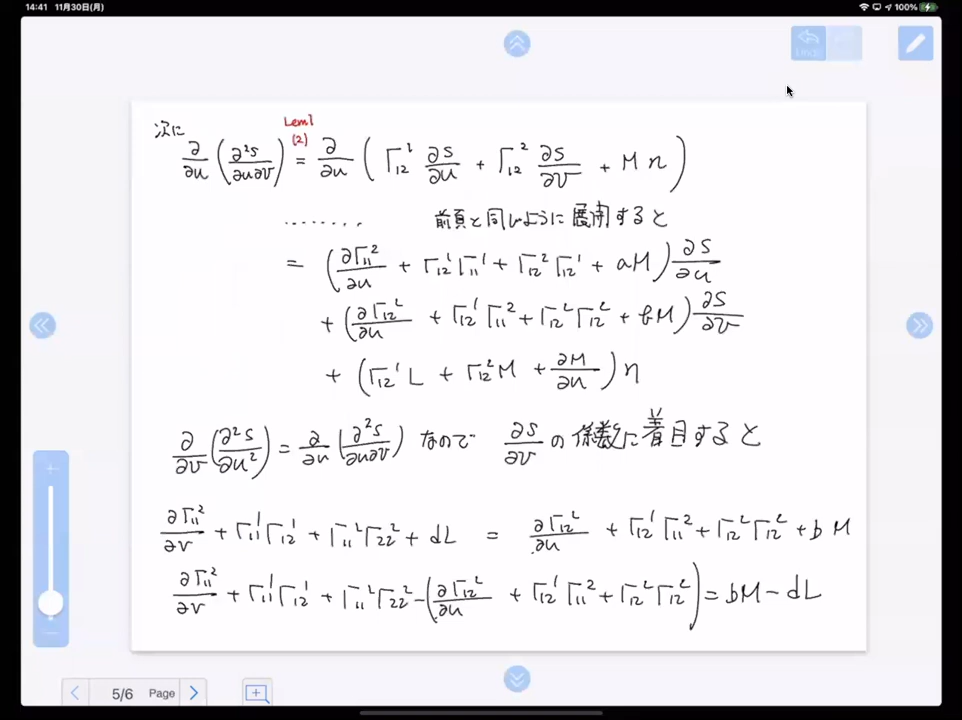 14:41 11月30日(月) 100%
Undo
次に
Lem1
(2)
∂/∂u (∂²S/∂u∂v) = ∂/∂u ( Γ₁₂¹ ∂S/∂u + Γ₁₂² ∂S/∂v + M n )
........ 前頁と同じように展開すると
= (∂Γ₁₁²/∂u + Γ₁₂¹Γ₁₁¹ + Γ₁₂²Γ₁₂¹ + aM) ∂S/∂u
+ (∂Γ₁₂²/∂u + Γ₁₂¹Γ₁₁² + Γ₁₂²Γ₁₂² + bM) ∂S/∂v
+ (Γ₁₂¹ L + Γ₁₂² M + ∂M/∂u) n
∂/∂v (∂²S/∂u²) = ∂/∂u (∂²S/∂u∂v) なので ∂S/∂v の係数に着目すると
∂Γ₁₁²/∂v + Γ₁₁¹Γ₁₂¹ + Γ₁₁²Γ₂₂² + dL = ∂Γ₁₂²/∂u + Γ₁₂¹Γ₁₁² + Γ₁₂²Γ₁₂² + bM
∂Γ₁₁²/∂v + Γ₁₁¹Γ₁₂¹ + Γ₁₁²Γ₂₂² - (∂Γ₁₂²/∂u + Γ₁₂¹Γ₁₁² + Γ₁₂²Γ₁₂²) = bM - dL
5/6 Page